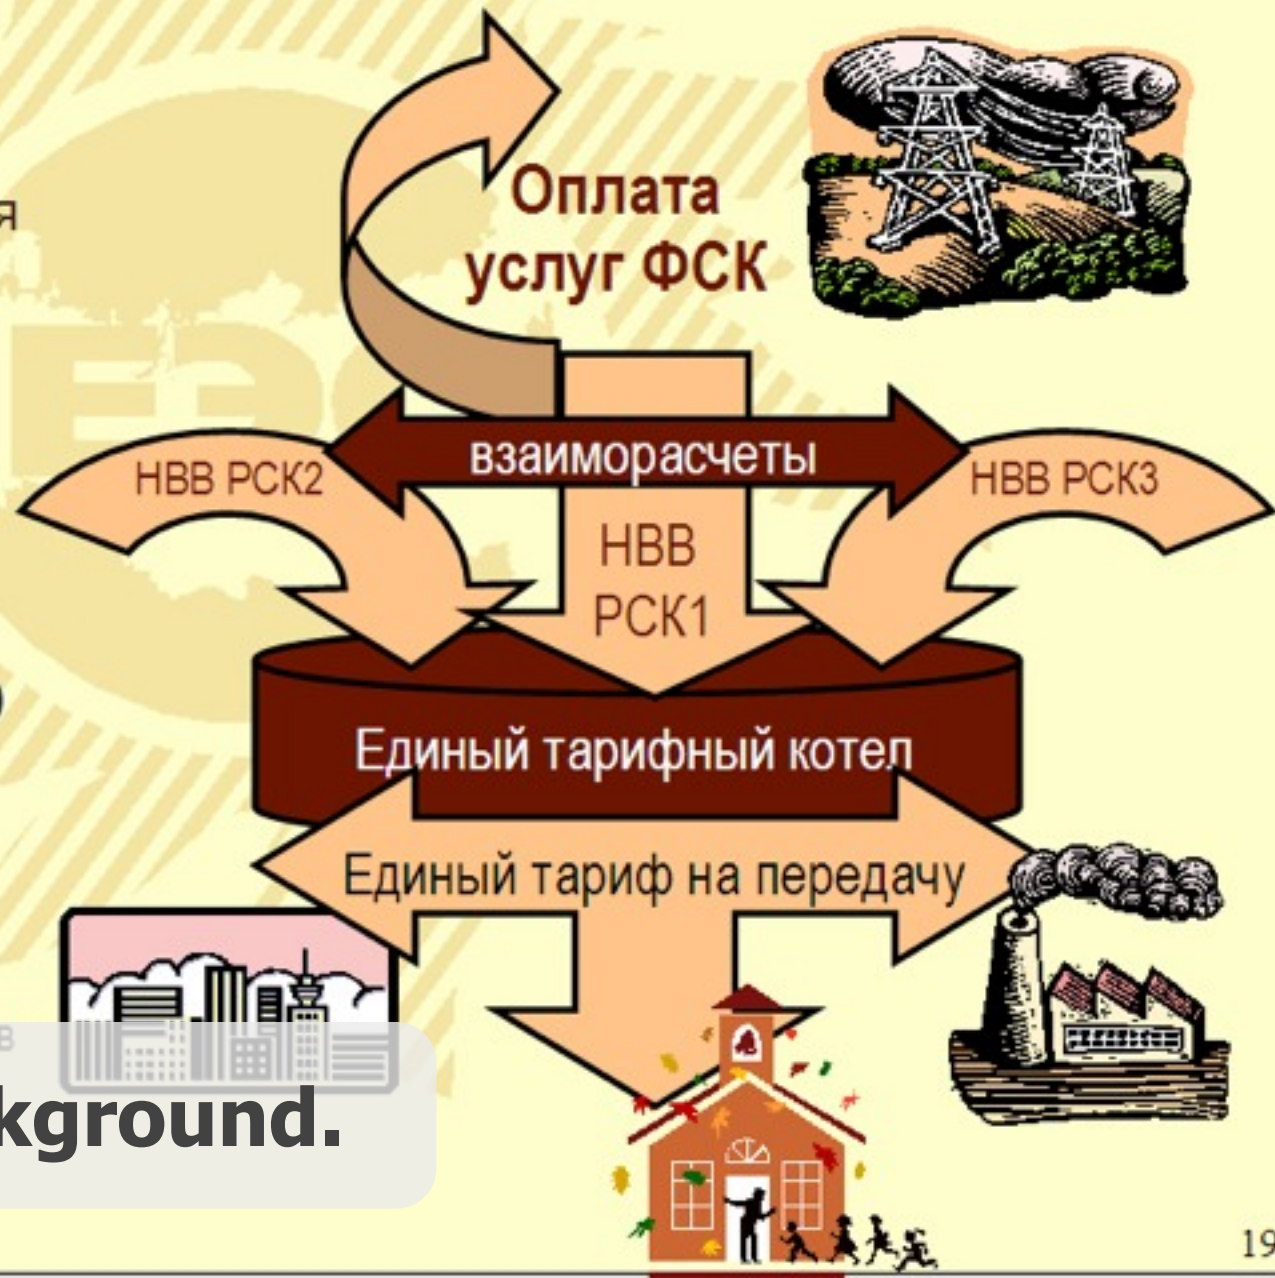 я
Оплата
услуг ФСК
взаиморасчеты
НВВ РСК2
НВВ РСК3
НВВ
РСК1
Единый тарифный котел
Единый тариф на передачу
в
kground.
19